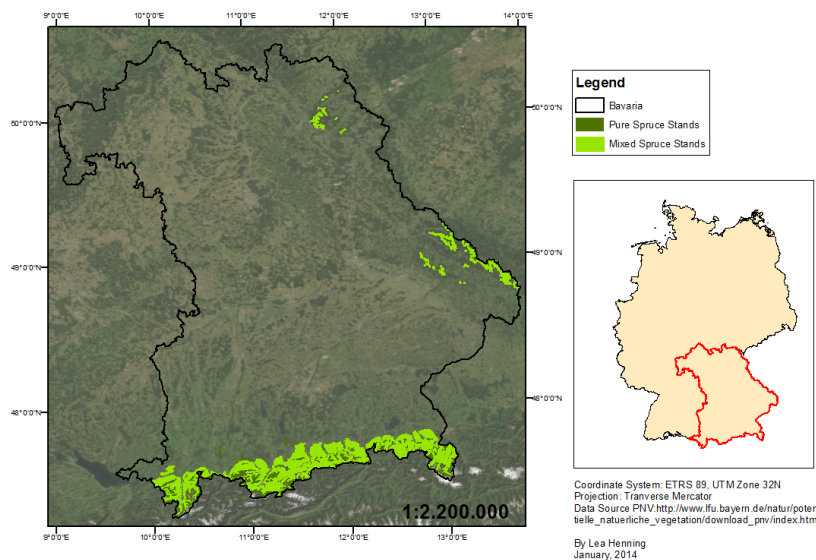 9°0'0"E 10°0'0"E 11°0'0"E 12°0'0"E 13°0'0"E 14°0'0"E
50°0'0"N
50°0'0"N
49°0'0"N
49°0'0"N
48°0'0"N
48°0'0"N
1:2.200.000
9°0'0"E 10°0'0"E 11°0'0"E 12°0'0"E 13°0'0"E
Legend
Bavaria
Pure Spruce Stands
Mixed Spruce Stands
Coordinate System: ETRS 89, UTM Zone 32N
Projection: Tranverse Mercator
Data Source PNV:http://www.lfu.bayern.de/natur/poten
tielle_natuerliche_vegetation/download_pnv/index.htm
By Lea Henning
January, 2014